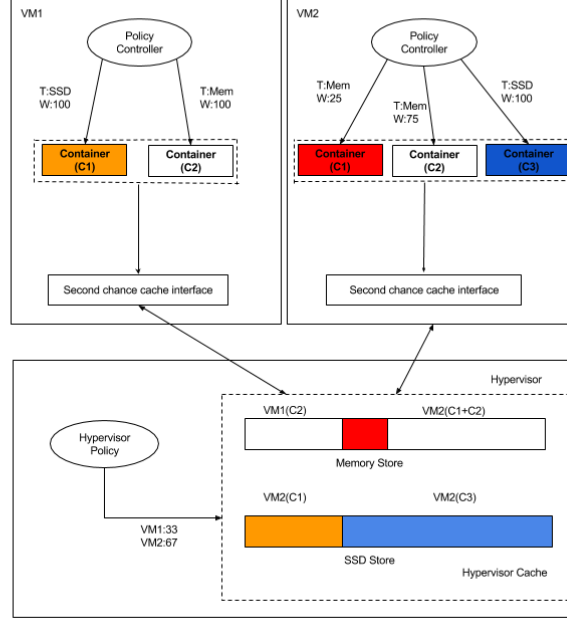 VM1
Policy
Controller
T:SSD
W:100
T:Mem
W:100
Container
(C1)
Container
(C2)
Second chance cache interface
VM2
Policy
Controller
T:Mem
W:25
T:Mem
W:75
T:SSD
W:100
Container
(C1)
Container
(C2)
Container
(C3)
Second chance cache interface
Hypervisor
Hypervisor
Policy
VM1:33
VM2:67
VM1(C2)
VM2(C1+C2)
Memory Store
VM2(C1)
VM2(C3)
SSD Store
Hypervisor Cache